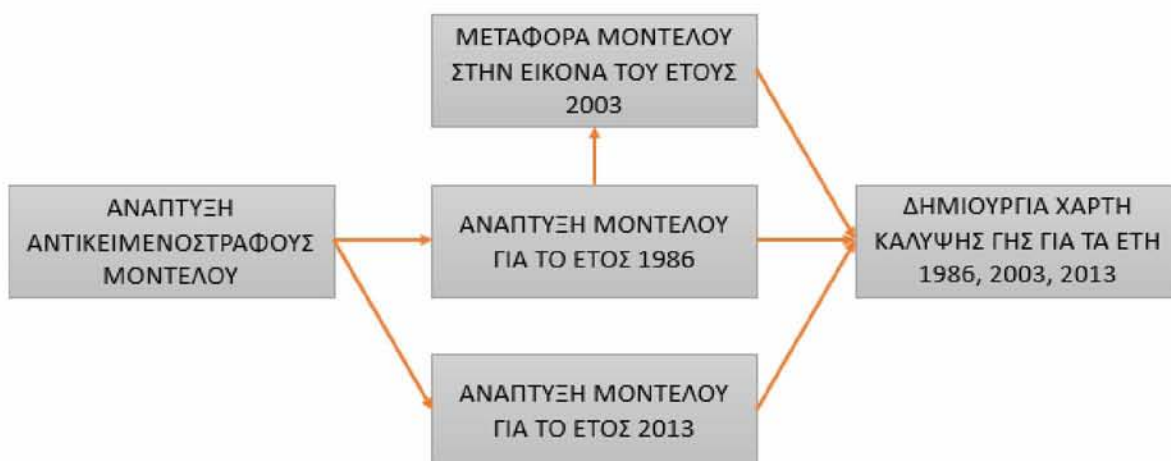 ΜΕΤΑΦΟΡΑ ΜΟΝΤΕΛΟΥ
ΣΤΗΝ ΕΙΚΟΝΑ ΤΟΥ ΕΤΟΥΣ
2003
ΑΝΑΠΤΥΞΗ
ΑΝΤΙΚΕΙΜΕΝΟΣΤΡΑΦΟΥΣ
ΜΟΝΤΕΛΟΥ
ΑΝΑΠΤΥΞΗ ΜΟΝΤΕΛΟΥ
ΓΙΑ ΤΟ ΕΤΟΣ 1986
ΔΗΜΙΟΥΡΓΙΑ ΧΑΡΤΗ
ΚΑΛΥΨΗΣ ΓΗΣ ΓΙΑ ΤΑ ΕΤΗ
1986, 2003, 2013
ΑΝΑΠΤΥΞΗ ΜΟΝΤΕΛΟΥ
ΓΙΑ ΤΟ ΕΤΟΣ 2013